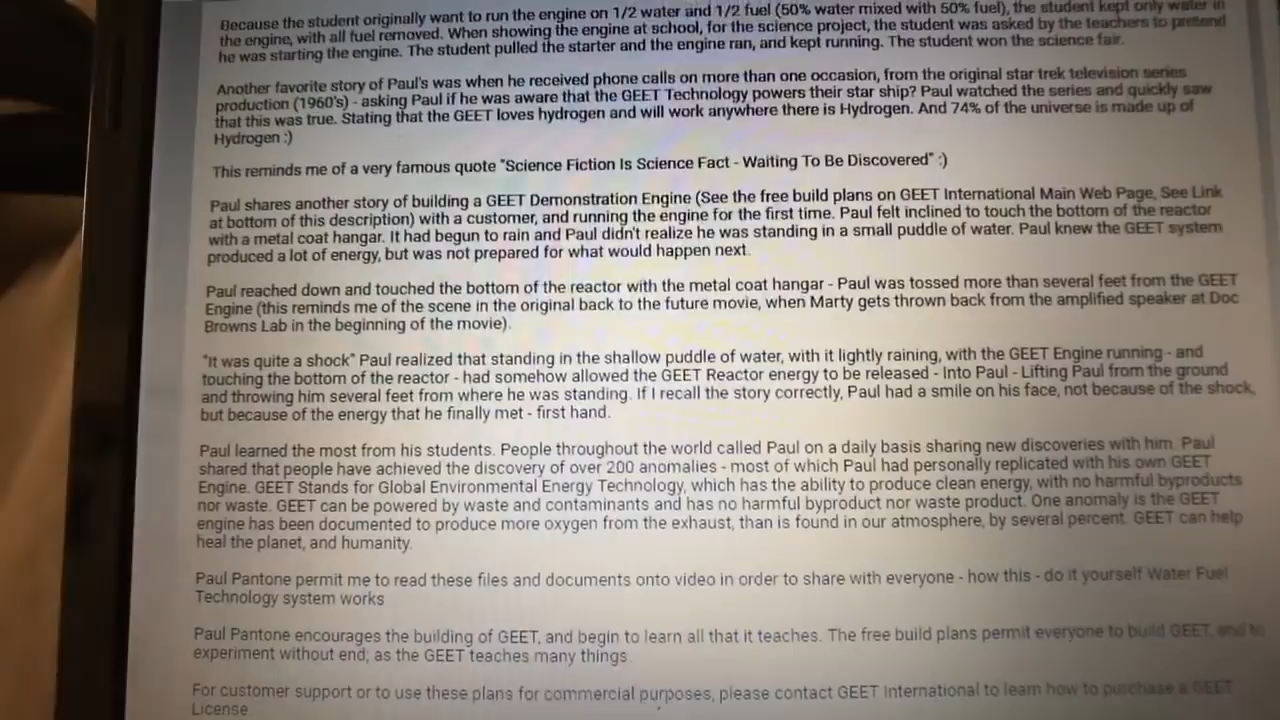 Because the student originally want to run the engine on 1/2 water and 1/2 fuel (50% water mixed with 50% fuel), the student kept only water in
the engine, with all fuel removed. When showing the engine at school, for the science project, the student was asked by the teachers to pretend
he was starting the engine. The student pulled the starter and the engine ran, and kept running. The student won the science fair.
Another favorite story of Paul's was when he received phone calls on more than one occasion, from the original star trek television series
production (1960's) - asking Paul if he was aware that the GEET Technology powers their star ship? Paul watched the series and quickly saw
that this was true. Stating that the GEET loves hydrogen and will work anywhere there is Hydrogen. And 74% of the universe is made up of
Hydrogen :)
This reminds me of a very famous quote "Science Fiction Is Science Fact - Waiting To Be Discovered" :)
Paul shares another story of building a GEET Demonstration Engine (See the free build plans on GEET International Main Web Page, See Link
at bottom of this description) with a customer, and running the engine for the first time. Paul felt inclined to touch the bottom of the reactor
with a metal coat hangar. It had begun to rain and Paul didn't realize he was standing in a small puddle of water. Paul knew the GEET system
produced a lot of energy, but was not prepared for what would happen next.
Paul reached down and touched the bottom of the reactor with the metal coat hangar - Paul was tossed more than several feet from the GEET
Engine (this reminds me of the scene in the original back to the future movie, when Marty gets thrown back from the amplified speaker at Doc
Browns Lab in the beginning of the movie).
"It was quite a shock" Paul realized that standing in the shallow puddle of water, with it lightly raining, with the GEET Engine running - and
touching the bottom of the reactor - had somehow allowed the GEET Reactor energy to be released - Into Paul - Lifting Paul from the ground
and throwing him several feet from where he was standing. If I recall the story correctly, Paul had a smile on his face, not because of the shock,
but because of the energy that he finally met - first hand.
Paul learned the most from his students. People throughout the world called Paul on a daily basis sharing new discoveries with him. Paul
shared that people have achieved the discovery of over 200 anomalies - most of which Paul had personally replicated with his own GEET
Engine. GEET Stands for Global Environmental Energy Technology, which has the ability to produce clean energy, with no harmful byproducts
nor waste. GEET can be powered by waste and contaminants and has no harmful byproduct nor waste product. One anomaly is the GEET
engine has been documented to produce more oxygen from the exhaust, than is found in our atmosphere, by several percent. GEET can help
heal the planet, and humanity.
Paul Pantone permit me to read these files and documents onto video in order to share with everyone - how this - do it yourself Water Fuel
Technology system works
Paul Pantone encourages the building of GEET, and begin to learn all that it teaches. The free build plans permit everyone to build GEET, and to
experiment without end; as the GEET teaches many things
For customer support or to use these plans for commercial purposes, please contact GEET International to learn how to purchase a GEET
License